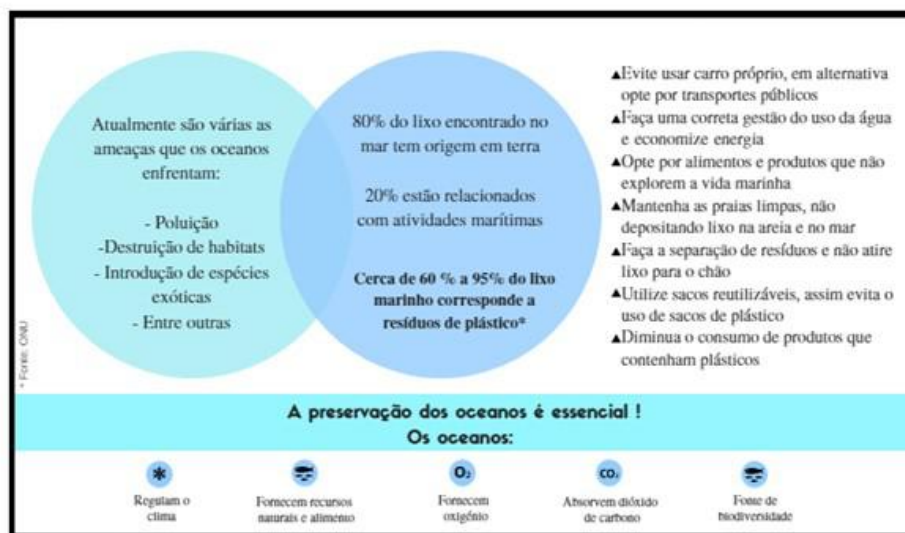 Atualmente são várias as
ameaças que os oceanos
enfrentam:
- Poluição
-Destruição de habitats
- Introdução de espécies
exóticas
- Entre outras
80% do lixo encontrado no
mar tem origem em terra
20% estão relacionados
com atividades marítimas
Cerca de 60 % a 95% do lixo
marinho corresponde a
resíduos de plástico*
▲Evite usar carro próprio, em alternativa
opte por transportes públicos
▲Faça uma correta gestão do uso da água
e economize energia
▲Opte por alimentos e produtos que não
explorem a vida marinha
▲Mantenha as praias limpas, não
depositando lixo na areia e no mar
▲Faça a separação de resíduos e não atire
lixo para o chão
▲Utilize sacos reutilizáveis, assim evita o
uso de sacos de plástico
▲Diminua o consumo de produtos que
contenham plásticos
* Fonte: ONU
A preservação dos oceanos é essencial !
Os oceanos:
Regulam o
clima
Fornecem recursos
naturais e alimento
O₂
Fornecem
oxigénio
CO₂
Absorvem dióxido
de carbono
Fonte de
biodiversidade